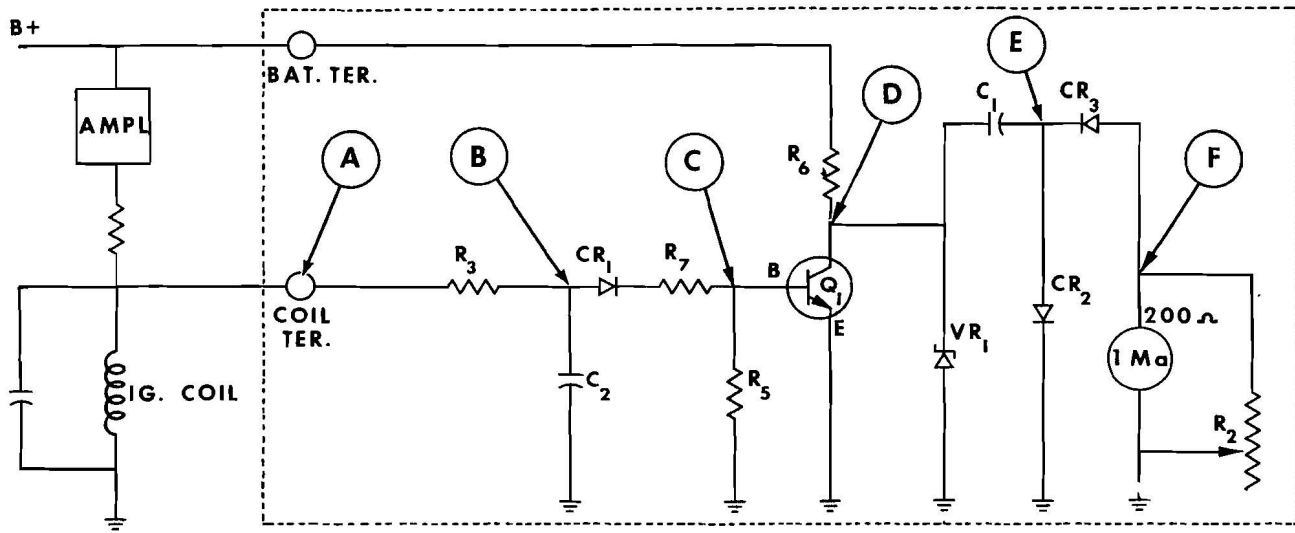 B+
BAT. TER.
AMPL
A
B
C
D
E
F
C1
CR3
R6
R3
CR1
R7
B
Q1
E
COIL
TER.
CR2
200 Ω
1 Ma
VR1
IG. COIL
C2
R5
R2